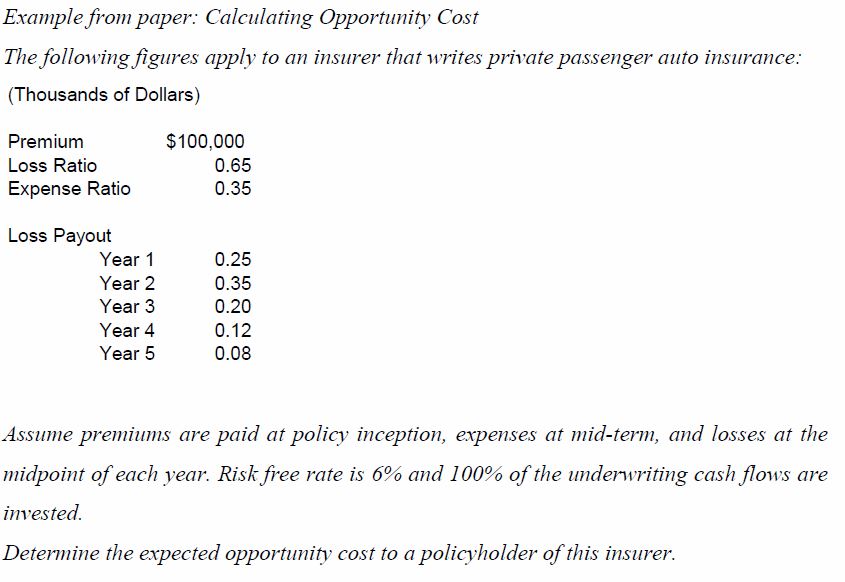 Example from paper: Calculating Opportunity Cost
The following figures apply to an insurer that writes private passenger auto insurance:
(Thousands of Dollars)
Premium $100,000
Loss Ratio 0.65
Expense Ratio 0.35
Loss Payout
Year 1 0.25
Year 2 0.35
Year 3 0.20
Year 4 0.12
Year 5 0.08
Assume premiums are paid at policy inception, expenses at mid-term, and losses at the
midpoint of each year. Risk free rate is 6% and 100% of the underwriting cash flows are
invested.
Determine the expected opportunity cost to a policyholder of this insurer.